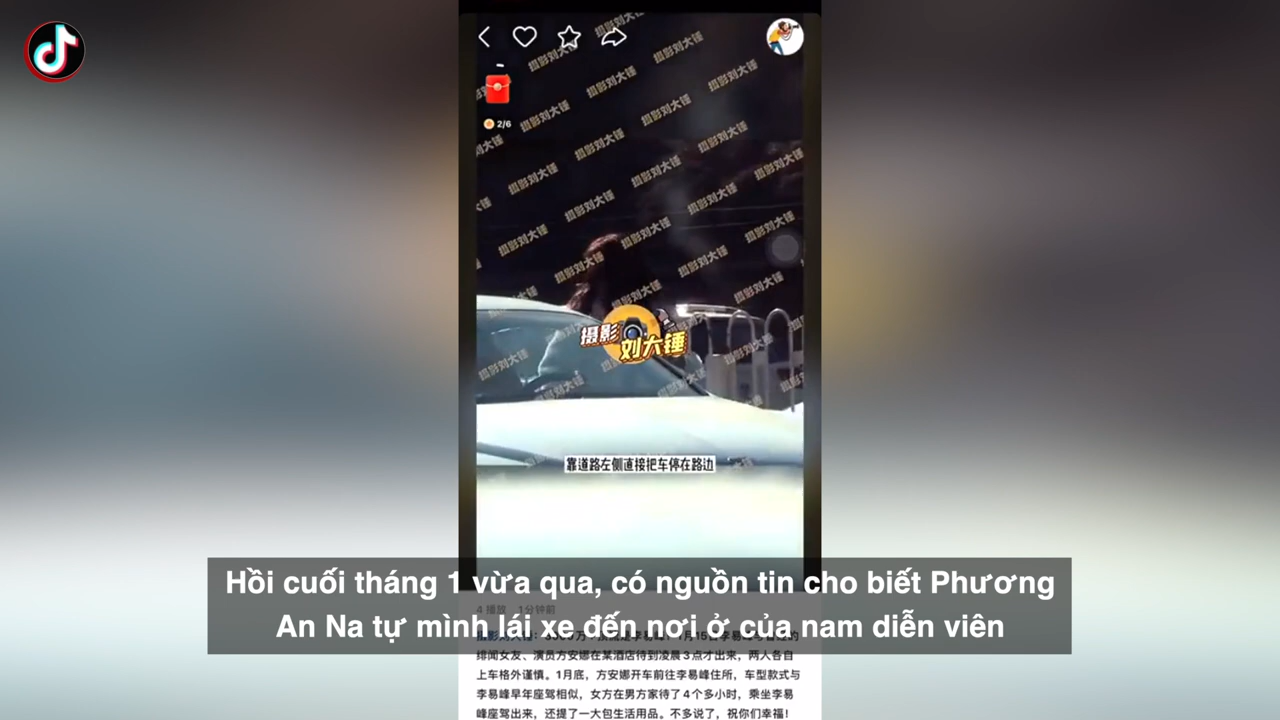 2/6
摄影刘大锤
摄影
刘大锤
靠道路左侧直接把车停在路边
Hồi cuối tháng 1 vừa qua, có nguồn tin cho biết Phương
An Na tự mình lái xe đến nơi ở của nam diễn viên
4 播放 1分钟前
绯闻女友、演员方安娜在某酒店待到凌晨3点才出来，两人各自
上车格外谨慎。1月底，方安娜开车前往李易峰住所，车型款式与
李易峰早年座驾相似，女方在男方家待了4个多小时，乘坐李易
峰座驾出来，还提了一大包生活用品。不多说了，祝你们幸福！